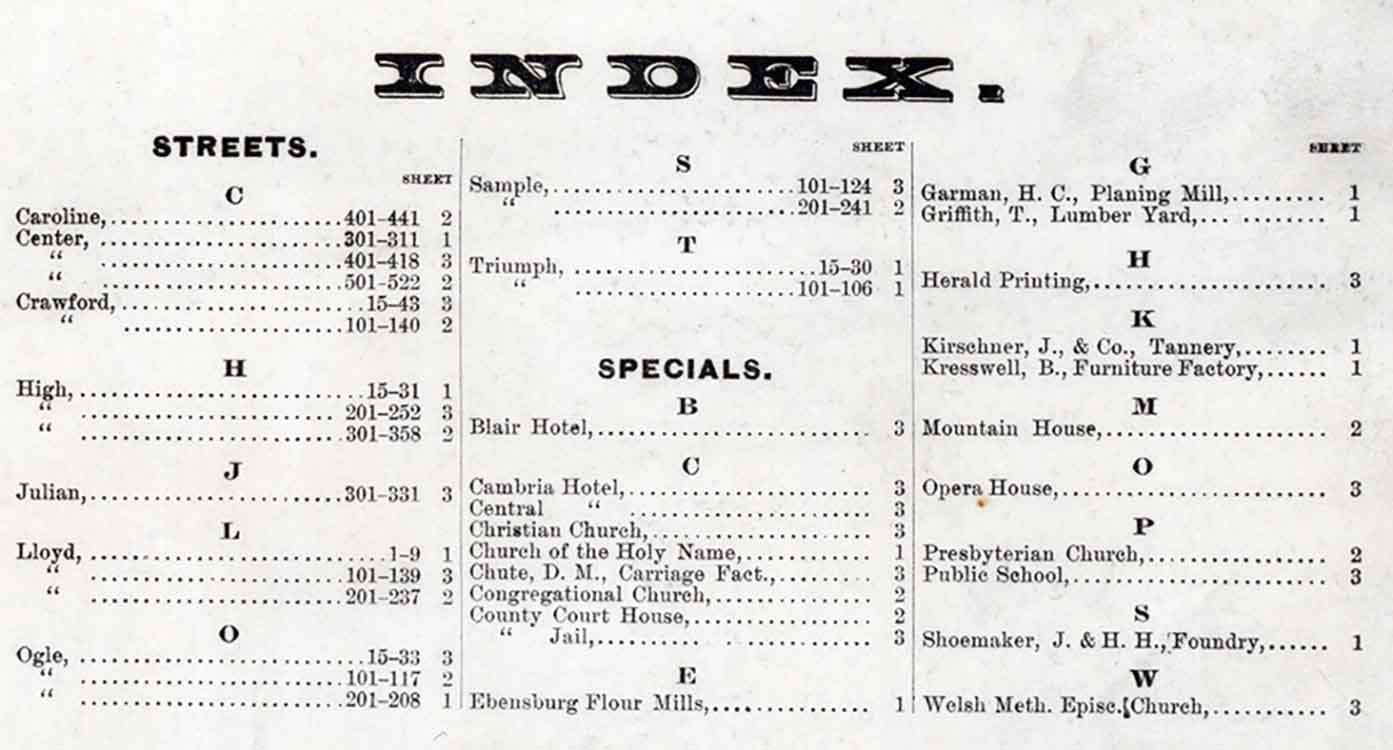 INDEX.
STREETS.
SHEET
C
Caroline,..........401-441 2
Center,..........301-311 1
“ ..........401-418 3
“ ..........501-522 2
Crawford,..........15-43 3
“ ..........101-140 2
H
High,..........15-31 1
“ ..........201-252 3
“ ..........301-358 2
J
Julian,..........301-331 3
L
Lloyd,..........1-9 1
“ ..........101-139 3
“ ..........201-237 2
O
Ogle,..........15-33 3
“ ..........101-117 2
“ ..........201-208 1
SHEET
S
Sample,..........101-124 3
“ ..........201-241 2
T
Triumph,..........15-30 1
“ ..........101-106 1
SPECIALS.
B
Blair Hotel,..........3
C
Cambria Hotel,..........3
Central “ ..........3
Christian Church,..........3
Church of the Holy Name,..........1
Chute, D. M., Carriage Fact.,..........3
Congregational Church,..........2
County Court House,..........2
“ Jail,..........3
E
Ebensburg Flour Mills,..........1
SHEET
G
Garman, H. C., Planing Mill,..........1
Griffith, T., Lumber Yard,..........1
H
Herald Printing,..........3
K
Kirschner, J., & Co., Tannery,..........1
Kresswell, B., Furniture Factory,......1
M
Mountain House,..........2
O
Opera House,..........3
P
Presbyterian Church,..........2
Public School,..........3
S
Shoemaker, J. & H. H., Foundry,......1
W
Welsh Meth. Episc. Church,..........3